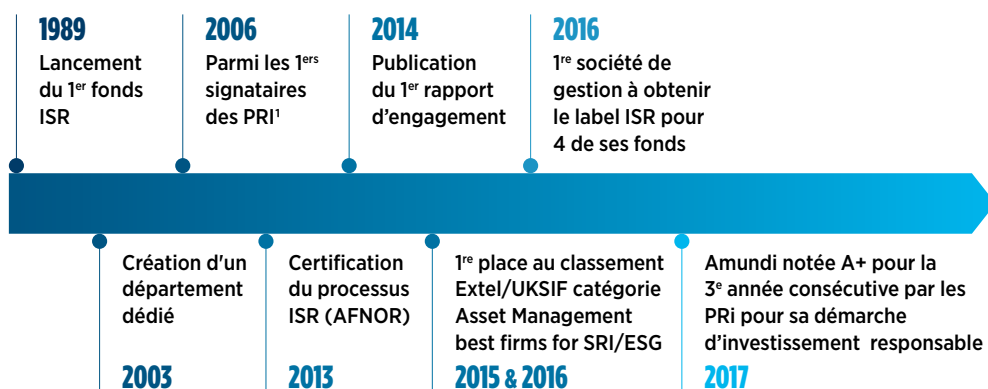 1989
Lancement
du 1er fonds
ISR
2006
Parmi les 1ers
signataires
des PRI¹
2014
Publication
du 1er rapport
d’engagement
2016
1re société de
gestion à obtenir
le label ISR pour
4 de ses fonds
Création d'un
département
dédié
2003
Certification
du processus
ISR (AFNOR)
2013
1re place au classement
Extel/UKSIF catégorie
Asset Management
best firms for SRI/ESG
2015 & 2016
Amundi notée A+ pour la
3e année consécutive par les
PRi pour sa démarche
d’investissement responsable
2017